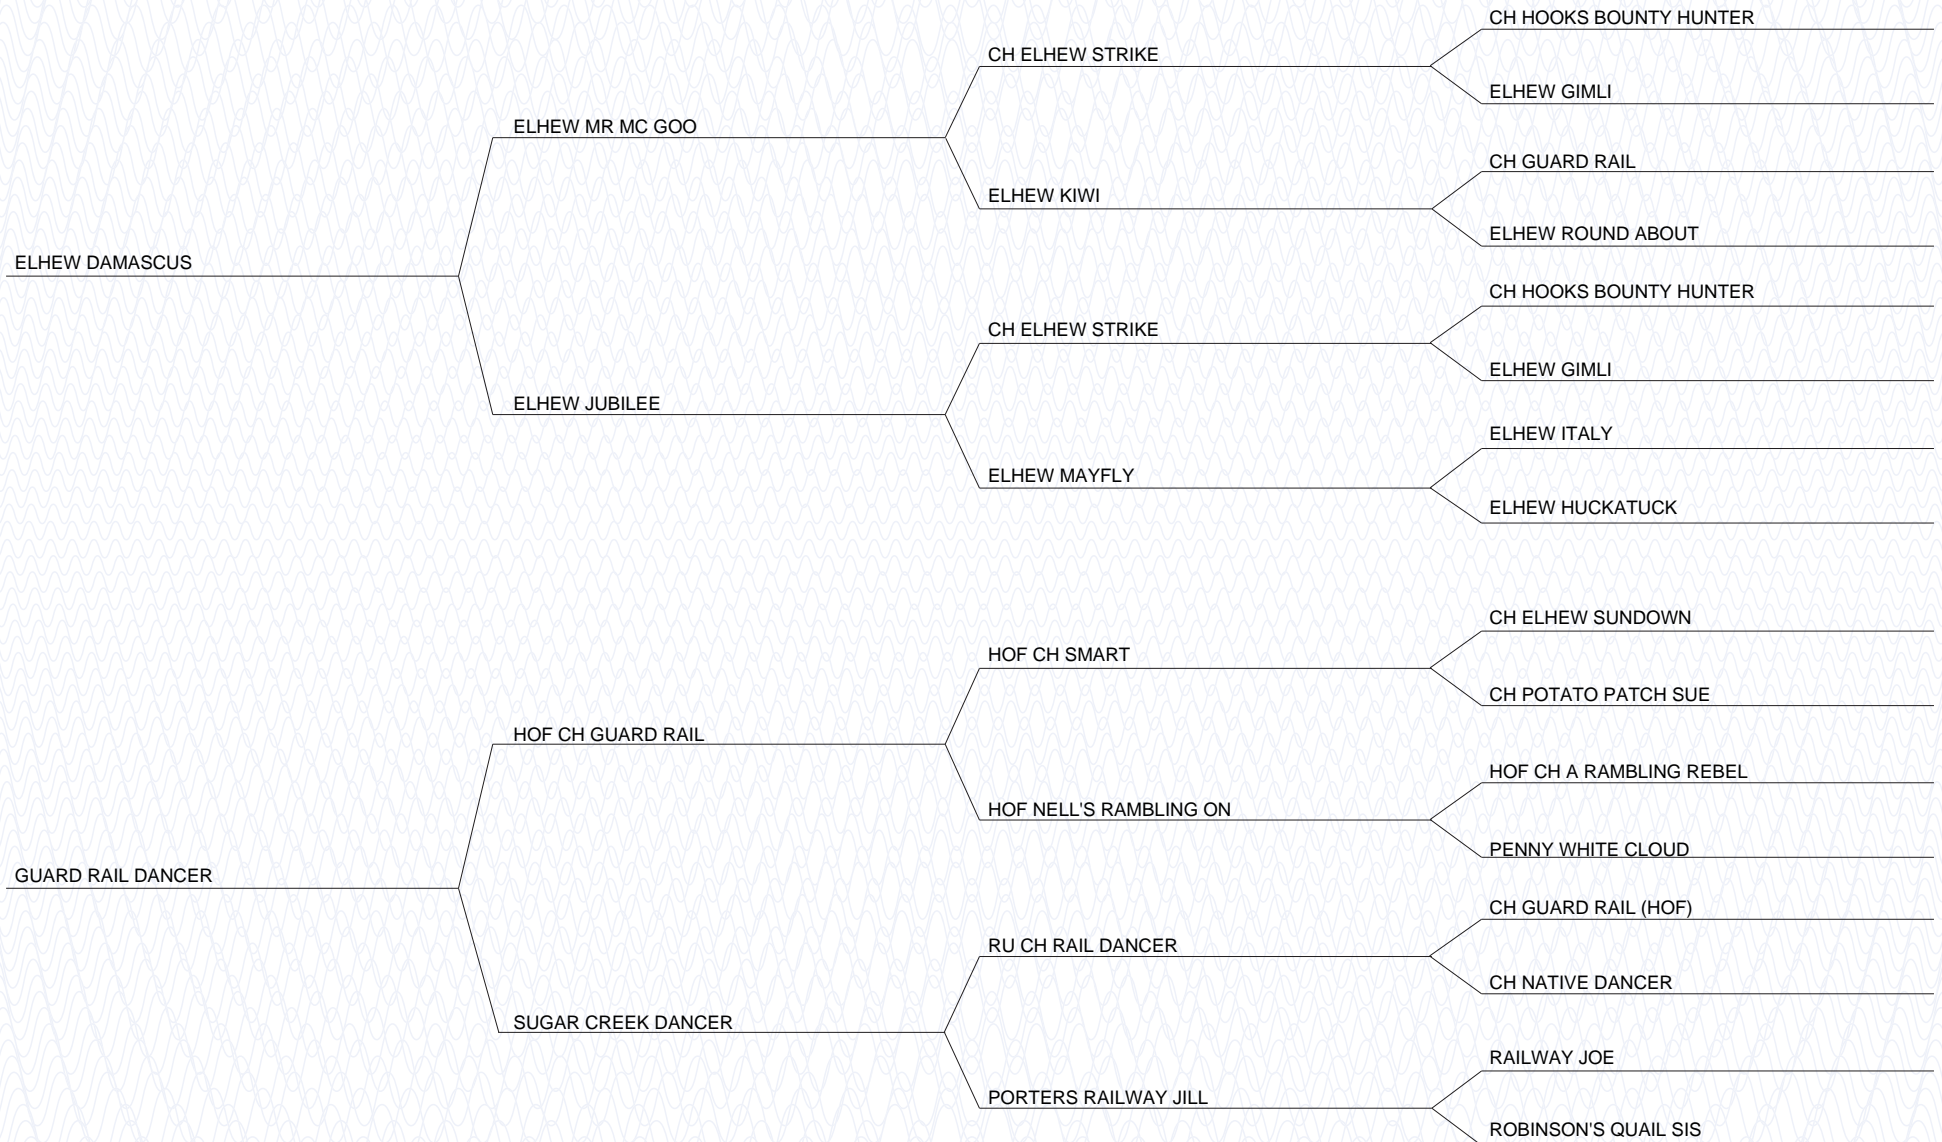 CH HOOKS BOUNTY HUNTER
CH ELHEW STRIKE
ELHEW GIMLI
ELHEW MR MC GOO
CH GUARD RAIL
ELHEW KIWI
ELHEW ROUND ABOUT
ELHEW DAMASCUS
CH HOOKS BOUNTY HUNTER
CH ELHEW STRIKE
ELHEW GIMLI
ELHEW JUBILEE
ELHEW ITALY
ELHEW MAYFLY
ELHEW HUCKATUCK
CH ELHEW SUNDOWN
HOF CH SMART
CH POTATO PATCH SUE
HOF CH GUARD RAIL
HOF CH A RAMBLING REBEL
HOF NELL'S RAMBLING ON
PENNY WHITE CLOUD
GUARD RAIL DANCER
CH GUARD RAIL (HOF)
RU CH RAIL DANCER
CH NATIVE DANCER
SUGAR CREEK DANCER
RAILWAY JOE
PORTERS RAILWAY JILL
ROBINSON'S QUAIL SIS